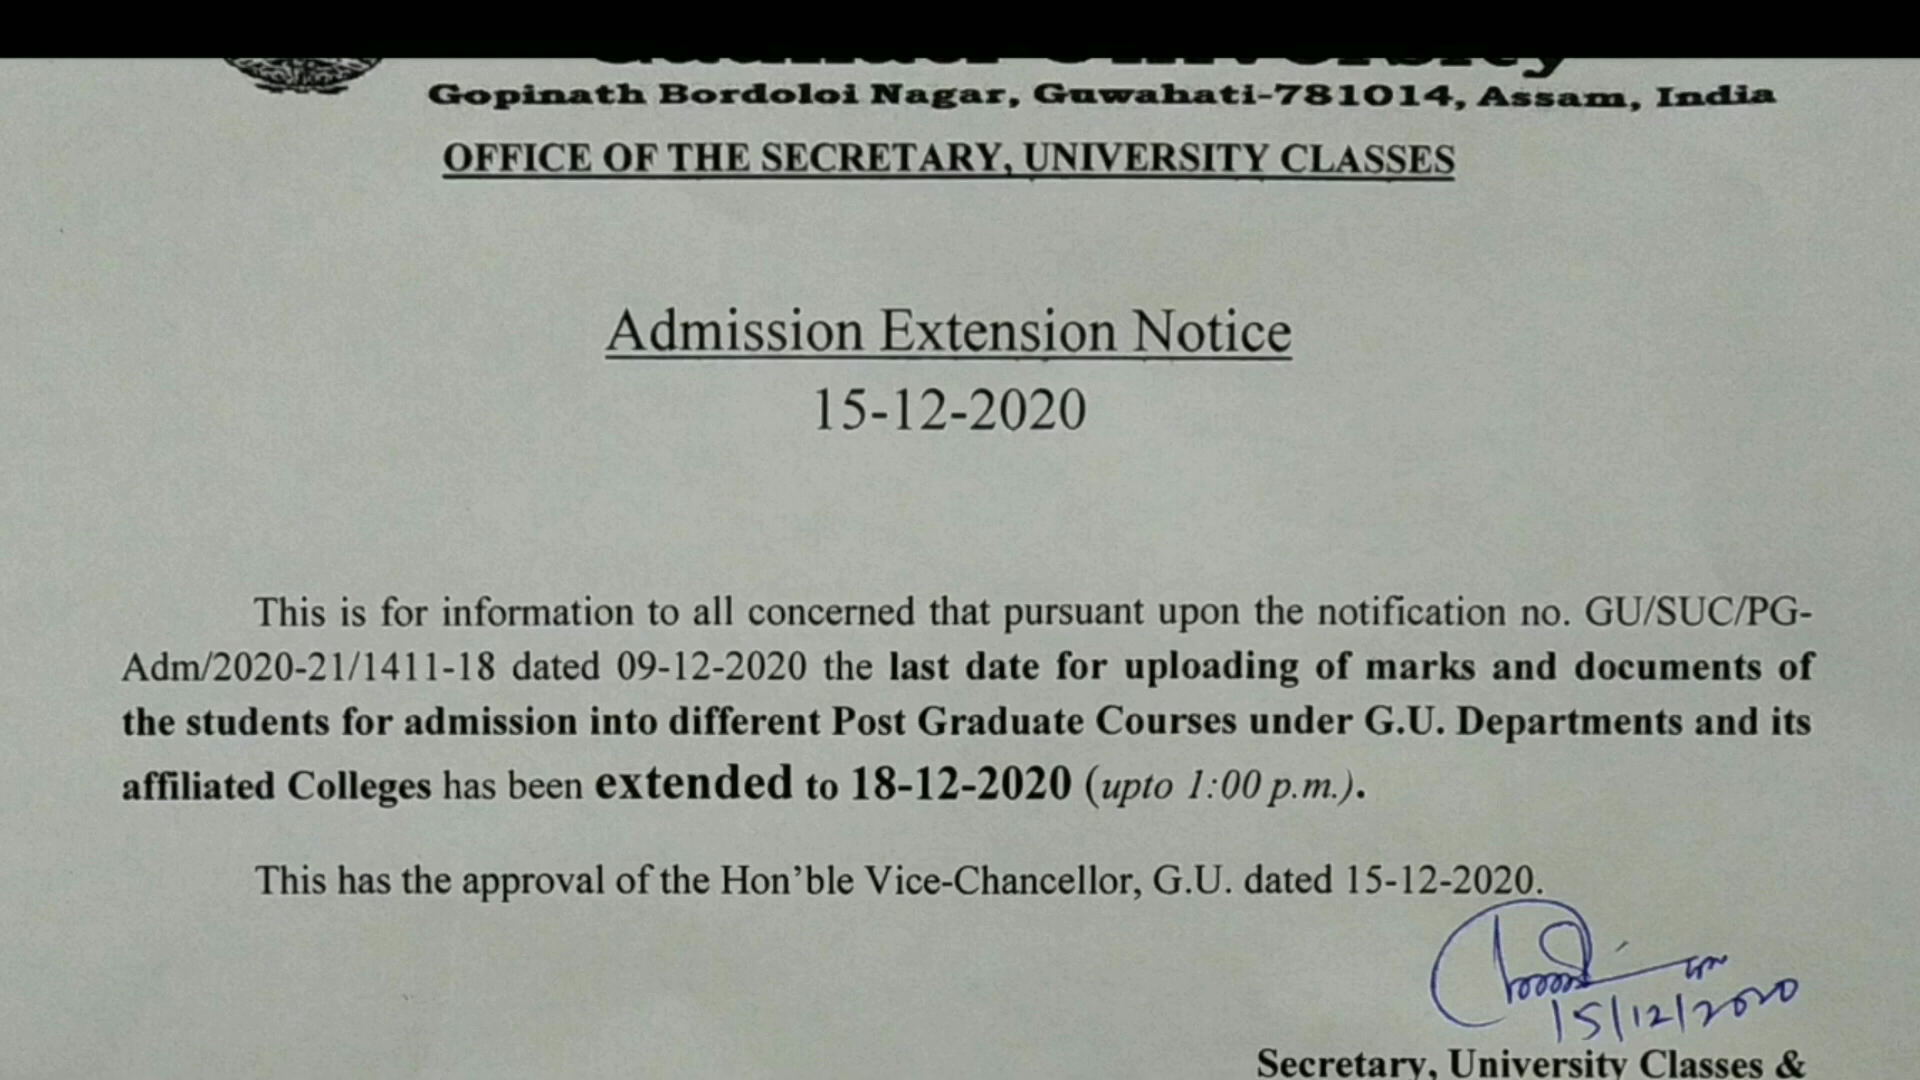 Gauhati University
Gopinath Bordoloi Nagar, Guwahati-781014, Assam, India
OFFICE OF THE SECRETARY, UNIVERSITY CLASSES
Admission Extension Notice
15-12-2020
This is for information to all concerned that pursuant upon the notification no. GU/SUC/PG-
Adm/2020-21/1411-18 dated 09-12-2020 the last date for uploading of marks and documents of
the students for admission into different Post Graduate Courses under G.U. Departments and its
affiliated Colleges has been extended to 18-12-2020 (upto 1:00 p.m.).
This has the approval of the Hon’ble Vice-Chancellor, G.U. dated 15-12-2020.
15/12/2020
Secretary, University Classes &